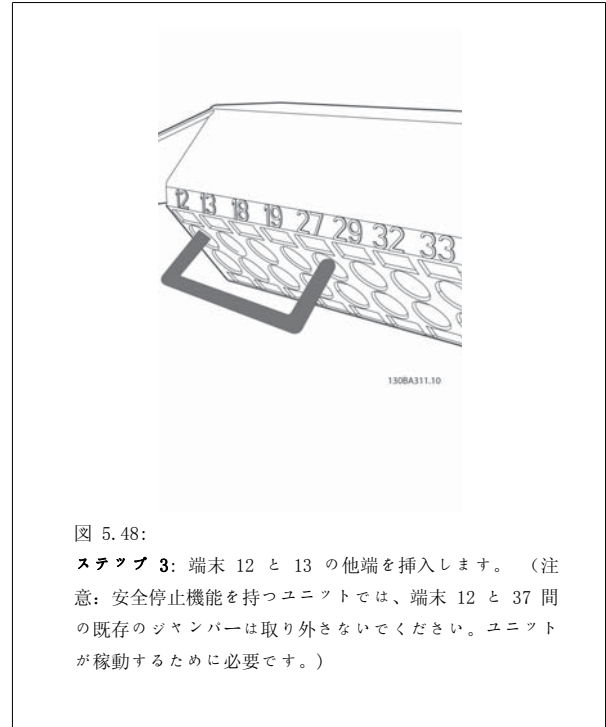 12 13 18 19 27 29 32 33
130BA311.10
図 5.48:
ステップ 3: 端末 12 と 13 の他端を挿入します。 （注
意: 安全停止機能を持つユニットでは、端末 12 と 37 間
の既存のジャンパーは取り外さないでください。ユニット
が稼動するために必要です。）